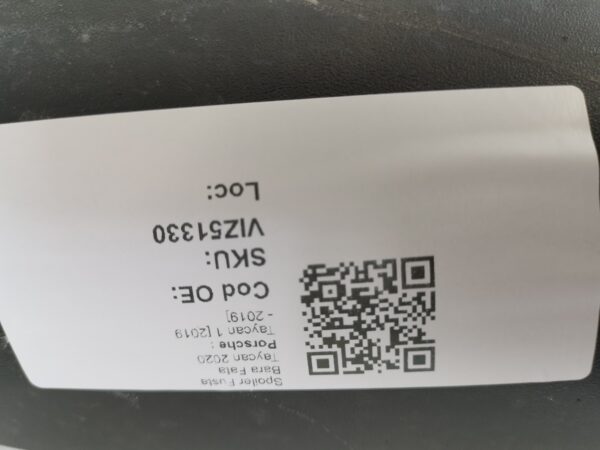 Spoiler Fusta
Bara Fata
Taycan 2020
Porsche :
Taycan 1 [2019
- 2019]
Cod OE:
SKU:
VIZ51330
Loc: